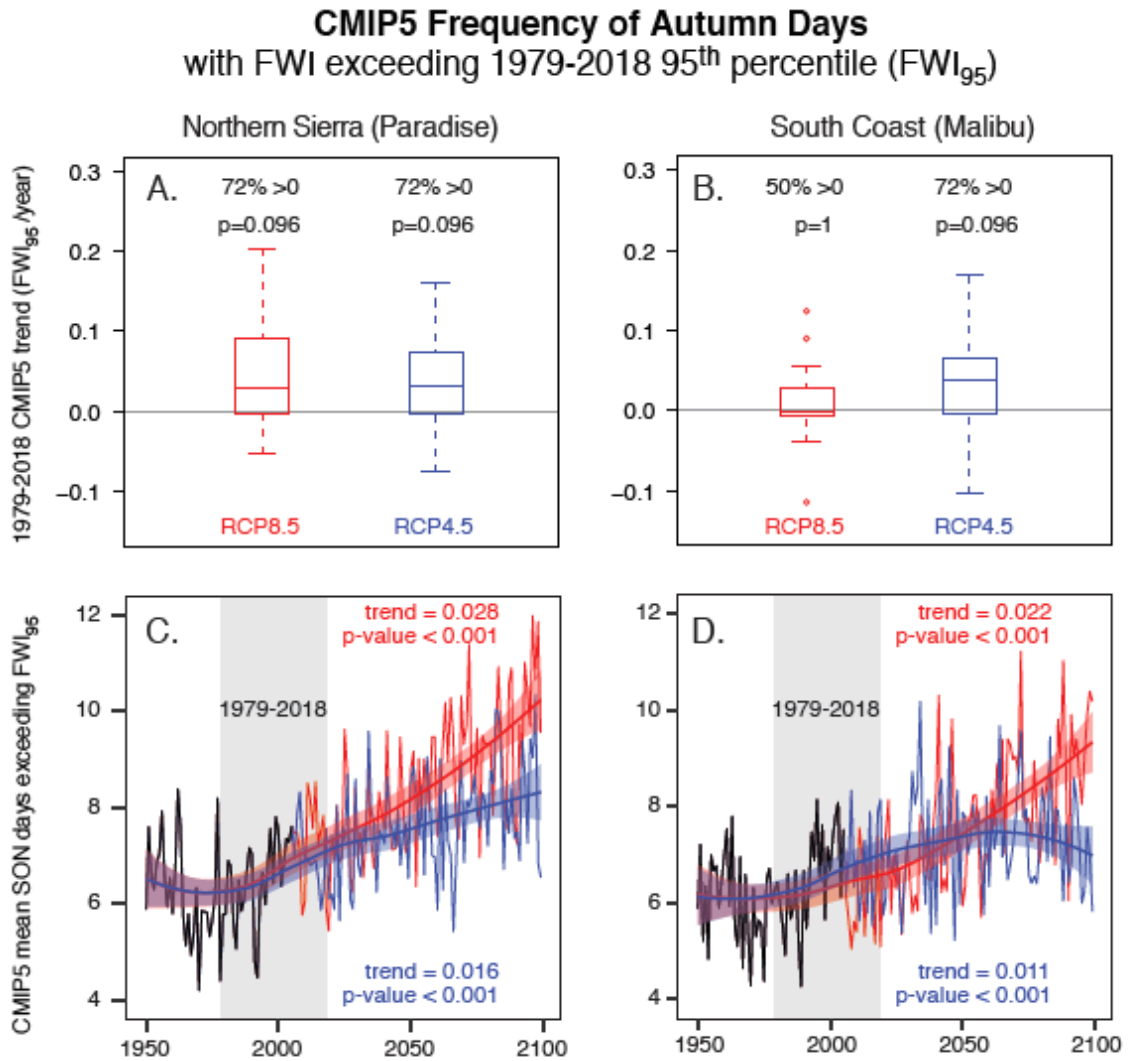 CMIP5 Frequency of Autumn Days
with FWI exceeding 1979-2018 95th percentile (FWI95)
Northern Sierra (Paradise)
South Coast (Malibu)
1979-2018 CMIP5 trend (FWI95 /year)
0.3
0.2
0.1
0.0
−0.1
A.
72% >0
p=0.096
72% >0
p=0.096
RCP8.5
RCP4.5
0.3
0.2
0.1
0.0
−0.1
B.
50% >0
p=1
72% >0
p=0.096
RCP8.5
RCP4.5
CMIP5 mean SON days exceeding FWI95
12
10
8
6
4
C.
trend = 0.028
p-value < 0.001
1979-2018
trend = 0.016
p-value < 0.001
1950
2000
2050
2100
12
10
8
6
4
D.
trend = 0.022
p-value < 0.001
1979-2018
trend = 0.011
p-value < 0.001
1950
2000
2050
2100